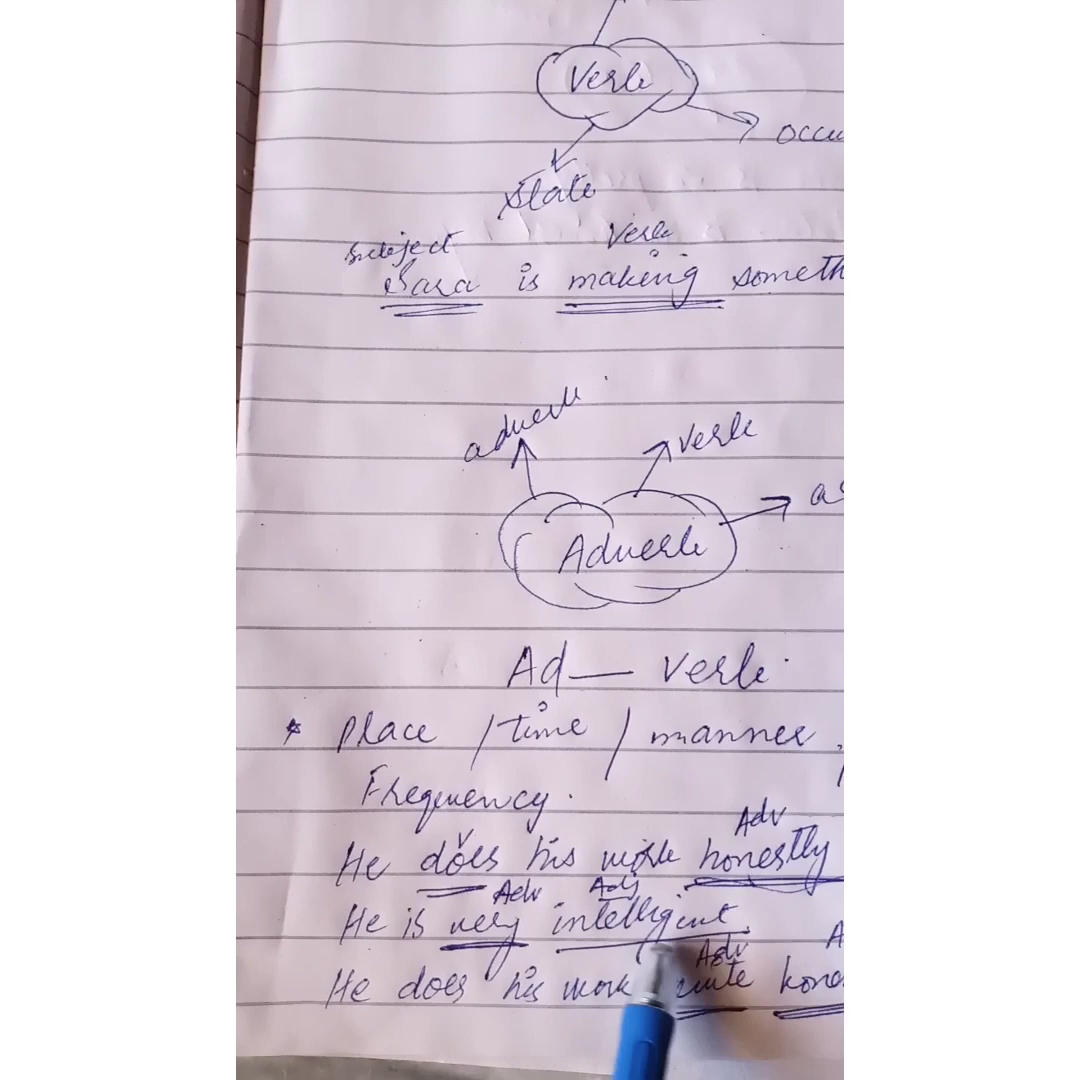 Verb
occu
State
Subject Verb
Sara is making someth
adverb verb
Adverb
Ad — verb.
* Place / time / manner,
Frequency.
V Adv
He does his work honestly
Adv Adj
He is very intelligent.
Adv
He does his work quite hone